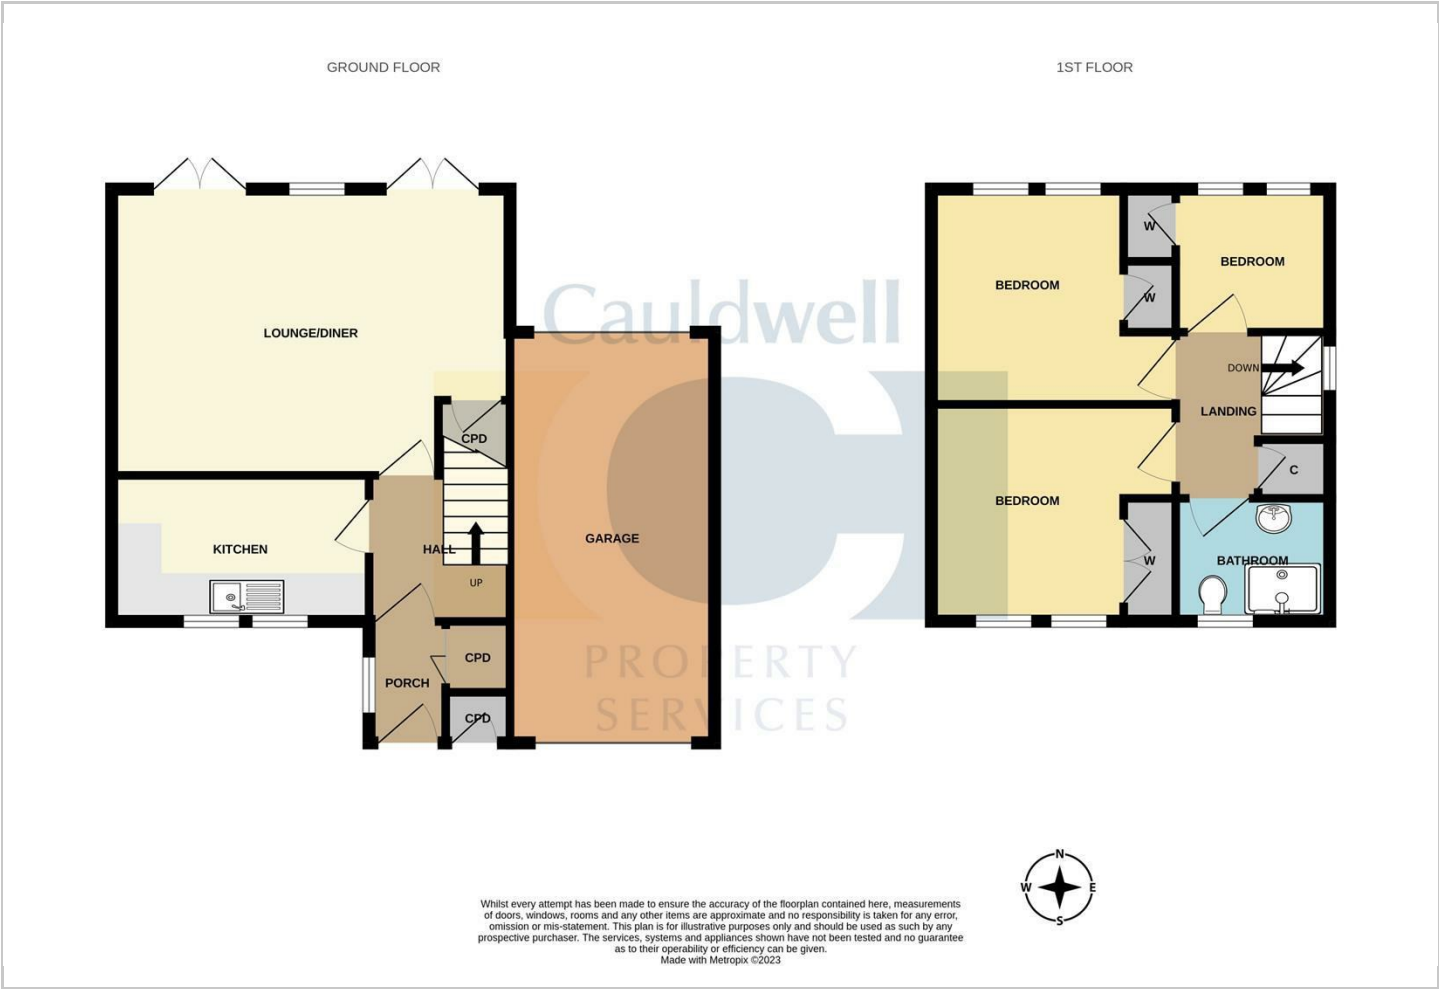 GROUND FLOOR
1ST FLOOR
LOUNGE/DINER
CPD
KITCHEN
HALL
UP
GARAGE
CPD
PORCH
CPD
BEDROOM
W
W
BEDROOM
DOWN
LANDING
BEDROOM
C
W
BATHROOM
Cauldwell
PROPERTY
SERVICES
N
W
E
S
Whilst every attempt has been made to ensure the accuracy of the floorplan contained here, measurements
of doors, windows, rooms and any other items are approximate and no responsibility is taken for any error,
omission or mis-statement. This plan is for illustrative purposes only and should be used as such by any
prospective purchaser. The services, systems and appliances shown have not been tested and no guarantee
as to their operability or efficiency can be given.
Made with Metropix ©2023